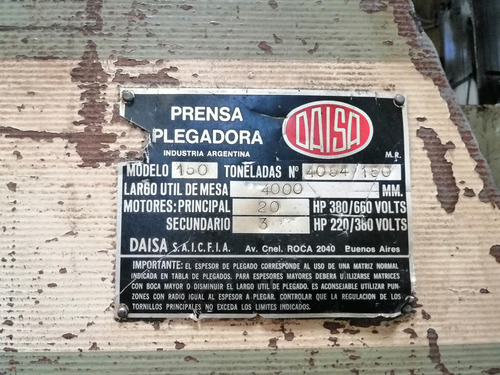 PRENSA
PLEGADORA
DAISA
INDUSTRIA ARGENTINA
M.R.
MODELO 150 TONELADAS Nº 4084/150
LARGO UTIL DE MESA 4000 MM.
MOTORES: PRINCIPAL 20 HP 380/660 VOLTS
SECUNDARIO 3 HP 220/380 VOLTS
DAISA S.A.I.C.F.I.A. Av. Cnel. ROCA 2040 Buenos Aires
IMPORTANTE: EL ESPESOR DE PLEGADO CORRESPONDE AL USO DE UNA MATRIZ NORMAL
INDICADA EN TABLA DE PLEGADOS. PARA ESPESORES MAYORES DEBERA UTILIZARSE MATRICES
CON BOCA MAYOR O DISMINUIR EL LARGO UTIL DE PLEGADO. ES ACONSEJABLE UTILIZAR PUN-
ZONES CON RADIO IGUAL AL ESPESOR A PLEGAR. CONTROLAR QUE LA REGULACION DE LOS
TORNILLOS PRINCIPALES NO EXCEDA LOS LIMITES INDICADOS.